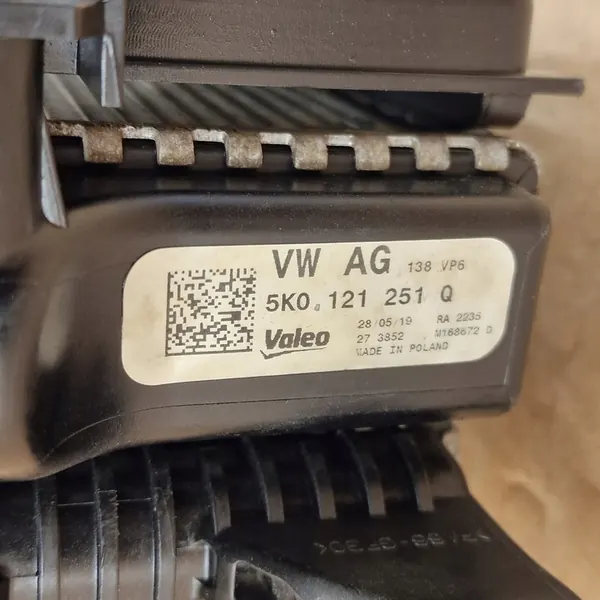 VW AG 138 VP6
5K0 121 251 Q
28/05/19 RA 2235
Valeo 27 3852 M168672 D
MADE IN POLAND